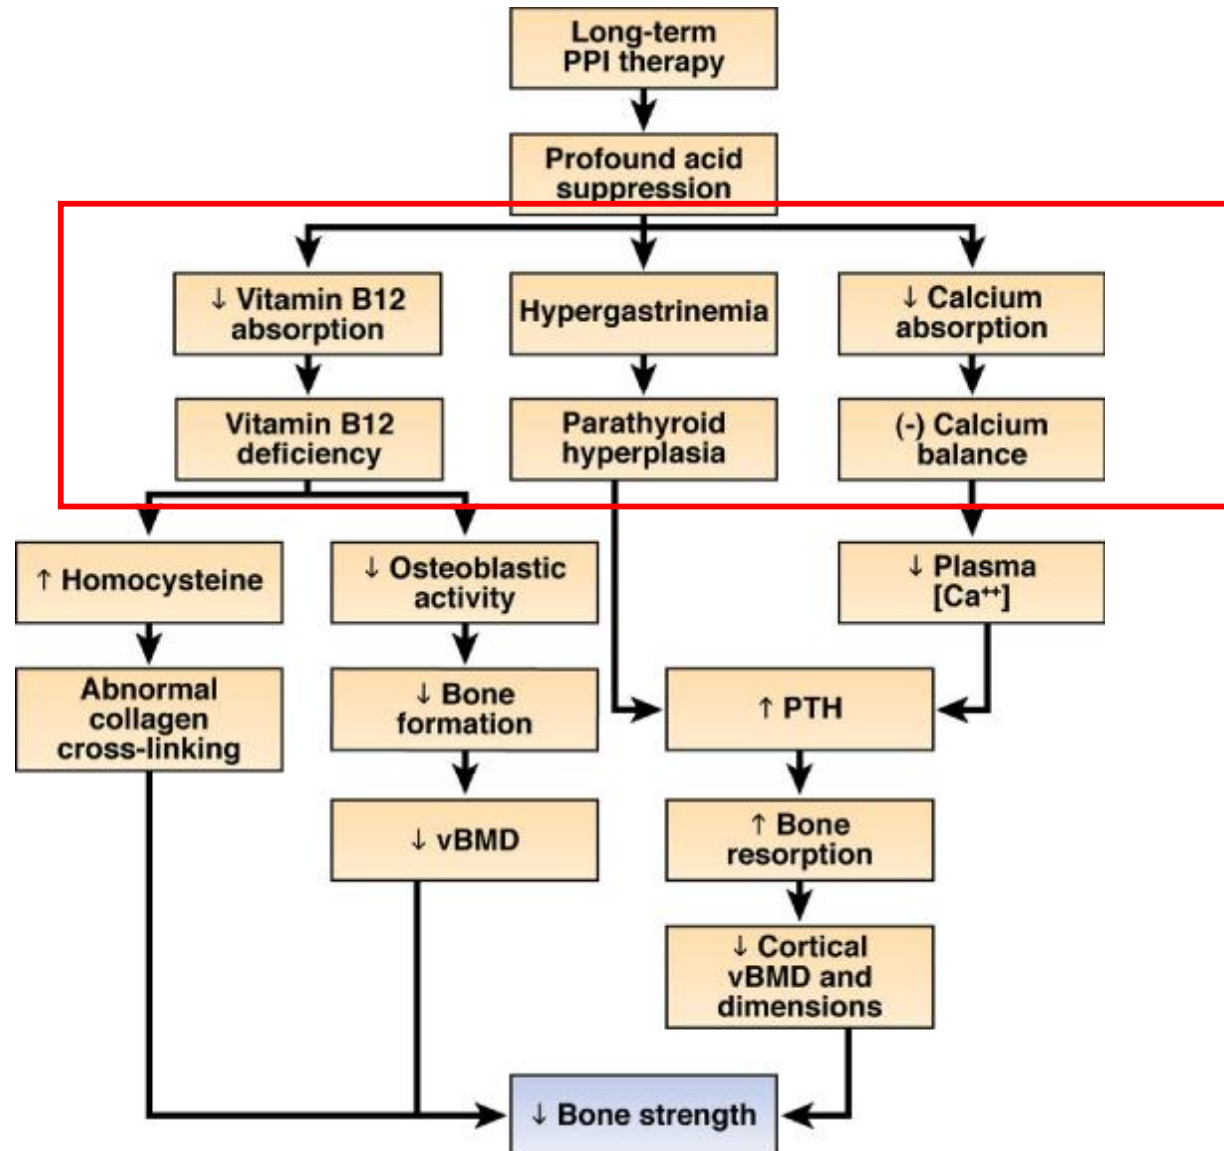 Long-term
PPI therapy
Profound acid
suppression
↓ Vitamin B12
absorption
Hypergastrinemia
↓ Calcium
absorption
Vitamin B12
deficiency
Parathyroid
hyperplasia
(-) Calcium
balance
↑ Homocysteine
↓ Osteoblastic
activity
↓ Plasma
[Ca⁺⁺]
Abnormal
collagen
cross-linking
↓ Bone
formation
↑ PTH
↓ vBMD
↑ Bone
resorption
↓ Cortical
vBMD and
dimensions
↓ Bone strength